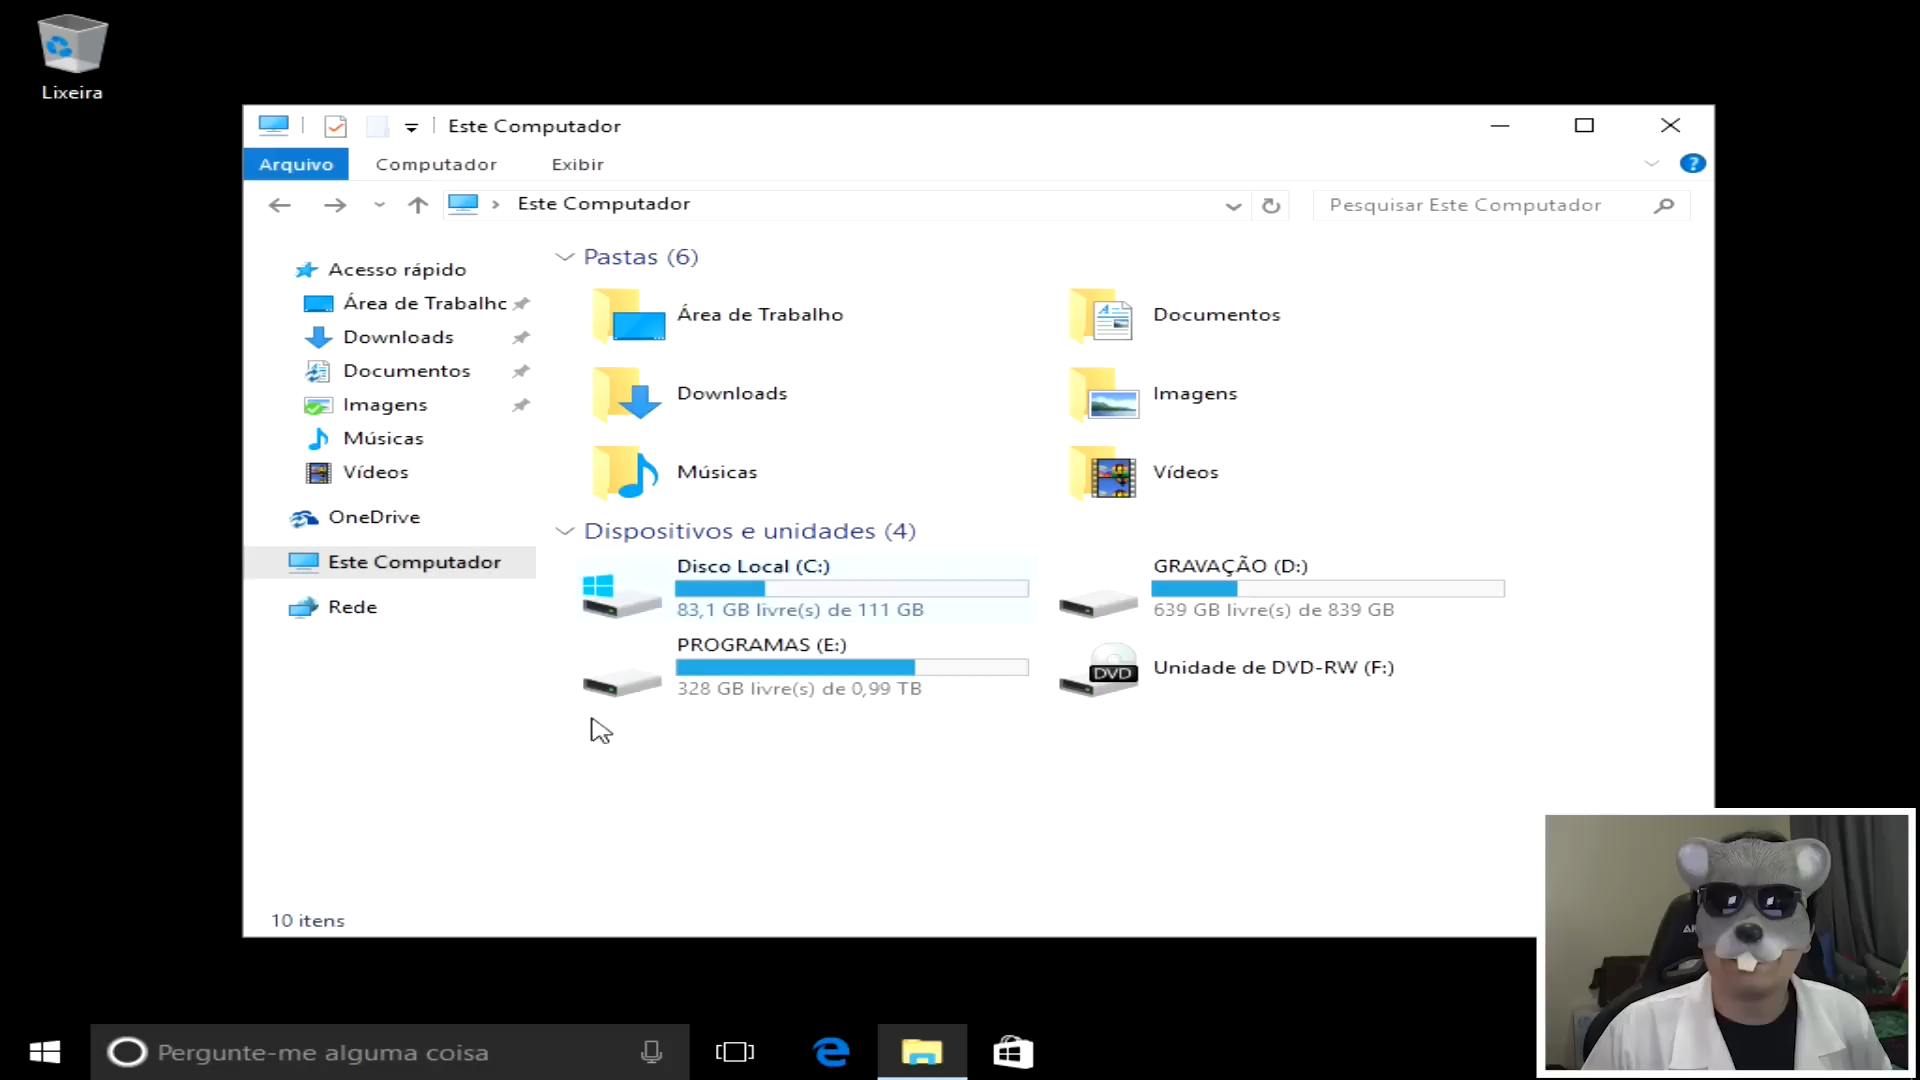 Lixeira
Este Computador
Arquivo Computador Exibir
?
Este Computador
Pesquisar Este Computador
Acesso rápido
Área de Trabalho
Downloads
Documentos
Imagens
Músicas
Vídeos
OneDrive
Este Computador
Rede
Pastas (6)
Área de Trabalho
Documentos
Downloads
Imagens
Músicas
Vídeos
Dispositivos e unidades (4)
Disco Local (C:)
83,1 GB livre(s) de 111 GB
GRAVAÇÃO (D:)
639 GB livre(s) de 839 GB
PROGRAMAS (E:)
328 GB livre(s) de 0,99 TB
DVD
Unidade de DVD-RW (F:)
10 itens
Pergunte-me alguma coisa